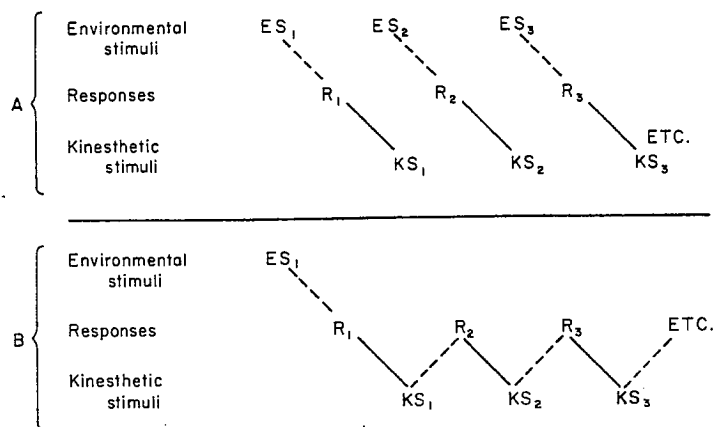 Environmental stimuli ES₁ ES₂ ES₃
A Responses R₁ R₂ R₃
Kinesthetic stimuli KS₁ KS₂ KS₃ ETC.
Environmental stimuli ES₁
B Responses R₁ R₂ R₃ ETC.
Kinesthetic stimuli KS₁ KS₂ KS₃